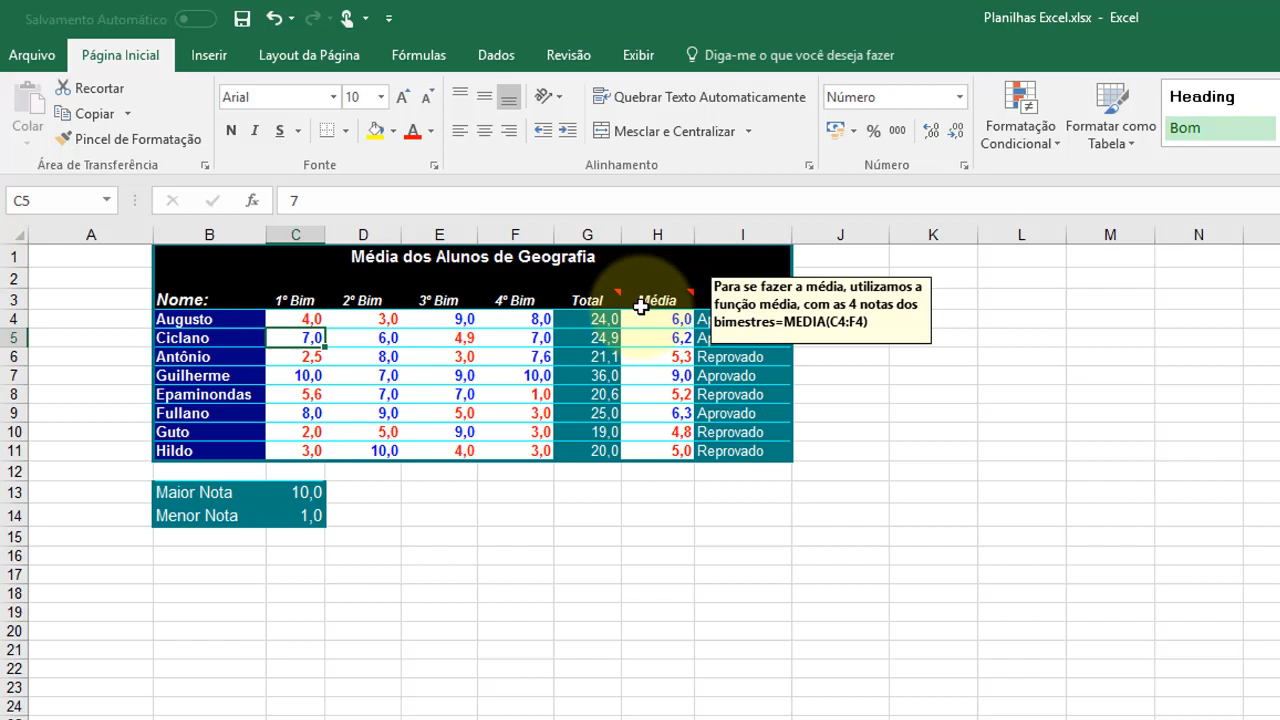 Salvamento Automático
Planilhas Excel.xlsx - Excel
Arquivo Página Inicial Inserir Layout da Página Fórmulas Dados Revisão Exibir Diga-me o que você deseja fazer
Colar
Recortar
Copiar
Pincel de Formatação
Área de Transferência
Arial 10
N I S
Fonte
Quebrar Texto Automaticamente
Mesclar e Centralizar
Alinhamento
Número
% 000
Número
Formatação
Condicional
Formatar como
Tabela
Heading
Bom
C5 fx 7
A B C D E F G H I J K L M N
1 Média dos Alunos de Geografia
2
3 Nome: 1º Bim 2º Bim 3º Bim 4º Bim Total Média
4 Augusto 4,0 3,0 9,0 8,0 24,0 6,0
5 Ciclano 7,0 6,0 4,9 7,0 24,9 6,2
6 Antônio 2,5 8,0 3,0 7,6 21,1 5,3 Reprovado
7 Guilherme 10,0 7,0 9,0 10,0 36,0 9,0 Aprovado
8 Epaminondas 5,6 7,0 7,0 1,0 20,6 5,2 Reprovado
9 Fullano 8,0 9,0 5,0 3,0 25,0 6,3 Aprovado
10 Guto 2,0 5,0 9,0 3,0 19,0 4,8 Reprovado
11 Hildo 3,0 10,0 4,0 3,0 20,0 5,0 Reprovado
12
13 Maior Nota 10,0
14 Menor Nota 1,0
15
16
17
18
19
20
21
22
23
24
Para se fazer a média, utilizamos a
função média, com as 4 notas dos
bimestres=MEDIA(C4:F4)